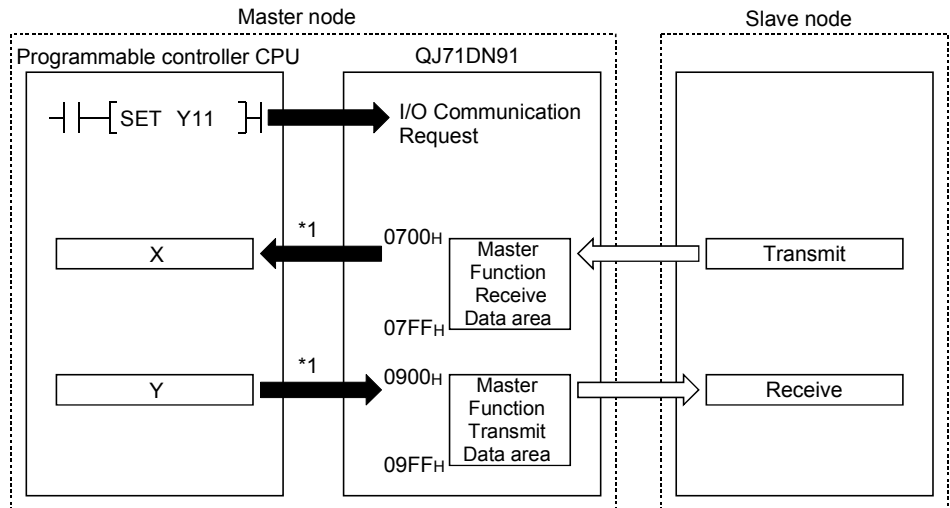 Master node
Slave node
Programmable controller CPU
QJ71DN91
SET Y11
I/O Communication
Request
*1
0700H
X
Master
Function
Receive
Data area
Transmit
07FFH
*1
0900H
Y
Master
Function
Transmit
Data area
Receive
09FFH